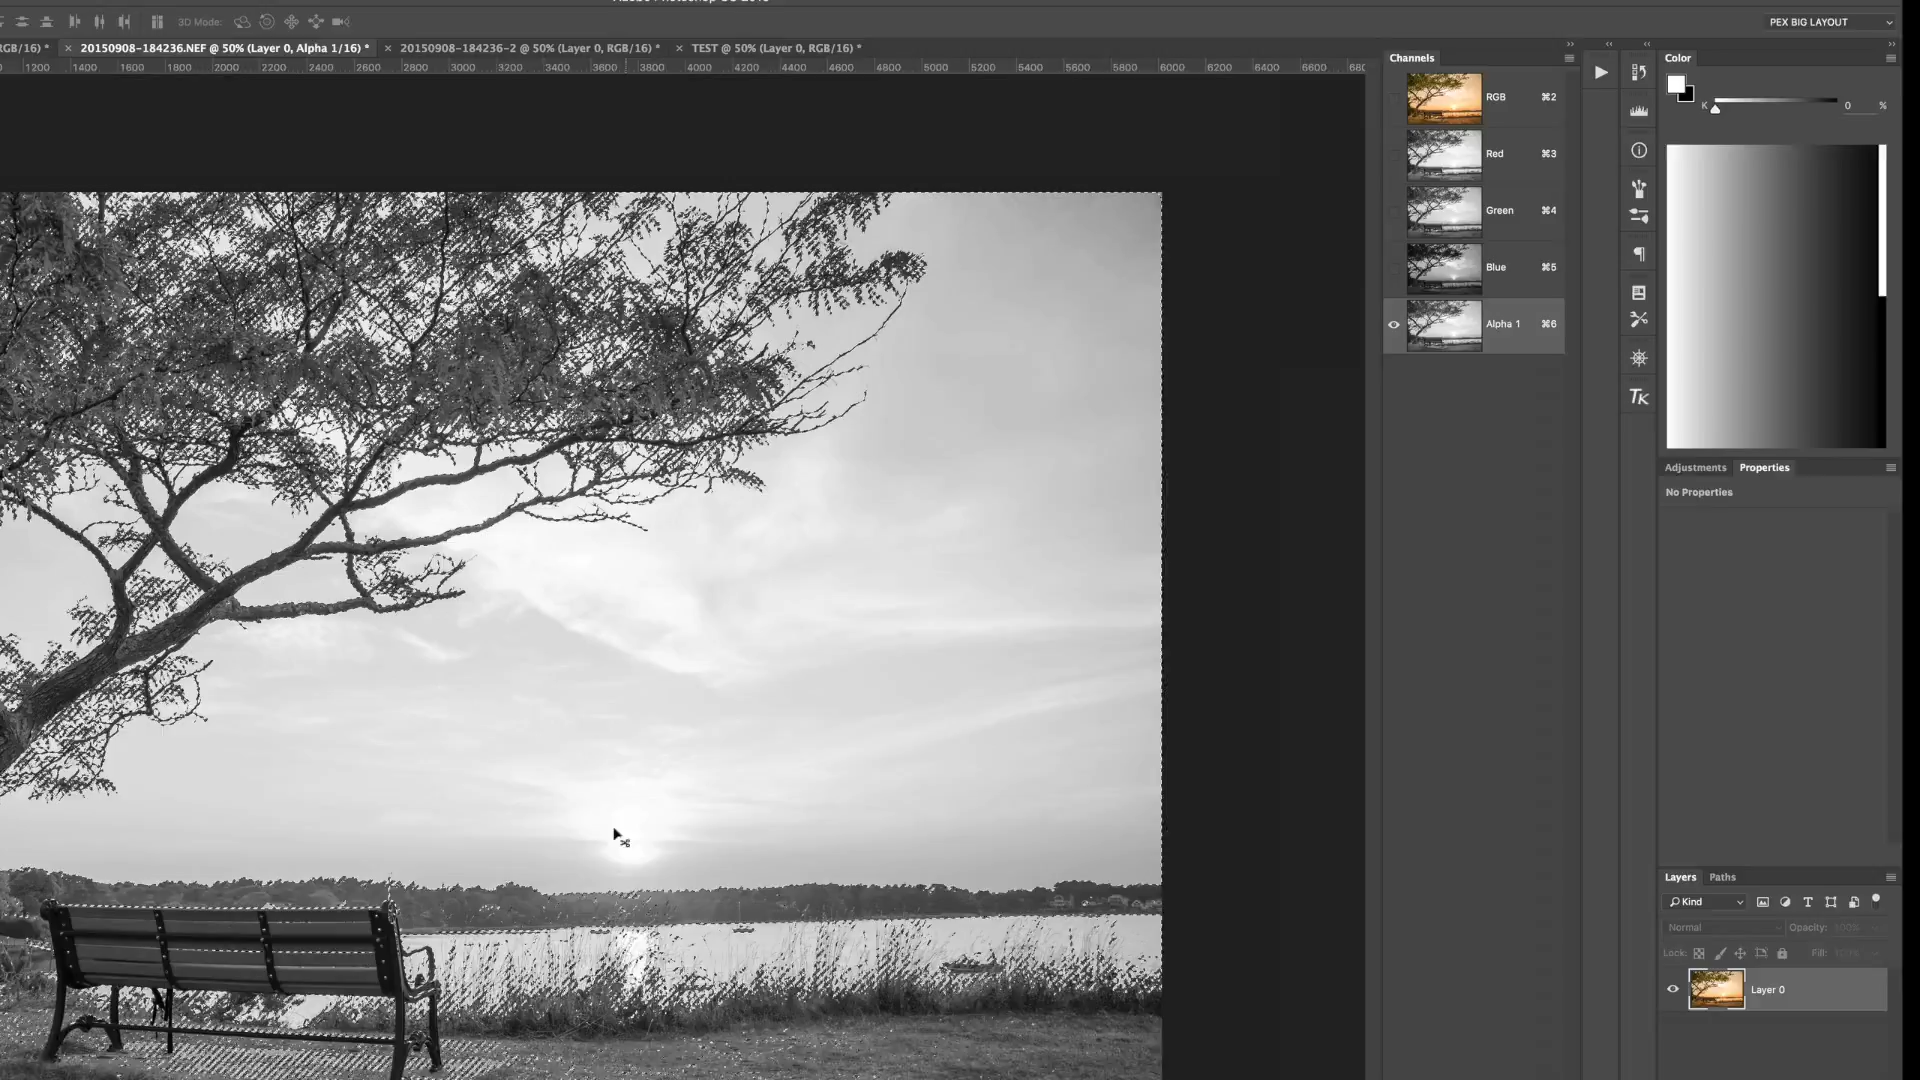 3D Mode:
PEX BIG LAYOUT
RGB/16) *
× 20150908-184236.NEF @ 50% (Layer 0, Alpha 1/16) *
× 20150908-184236-2 @ 50% (Layer 0, RGB/16) *
× TEST @ 50% (Layer 0, RGB/16) *
1200 1400 1600 1800 2000 2200 2400 2600 2800 3000 3200 3400 3600 3800 4000 4200 4400 4600 4800 5000 5200 5400 5600 5800 6000 6200 6400 6600
Channels
RGB ⌘2
Red ⌘3
Green ⌘4
Blue ⌘5
Alpha 1 ⌘6
TK
Color
K 0 %
Adjustments Properties
No Properties
Layers Paths
Kind
Normal Opacity: 100%
Lock: Fill:
Layer 0